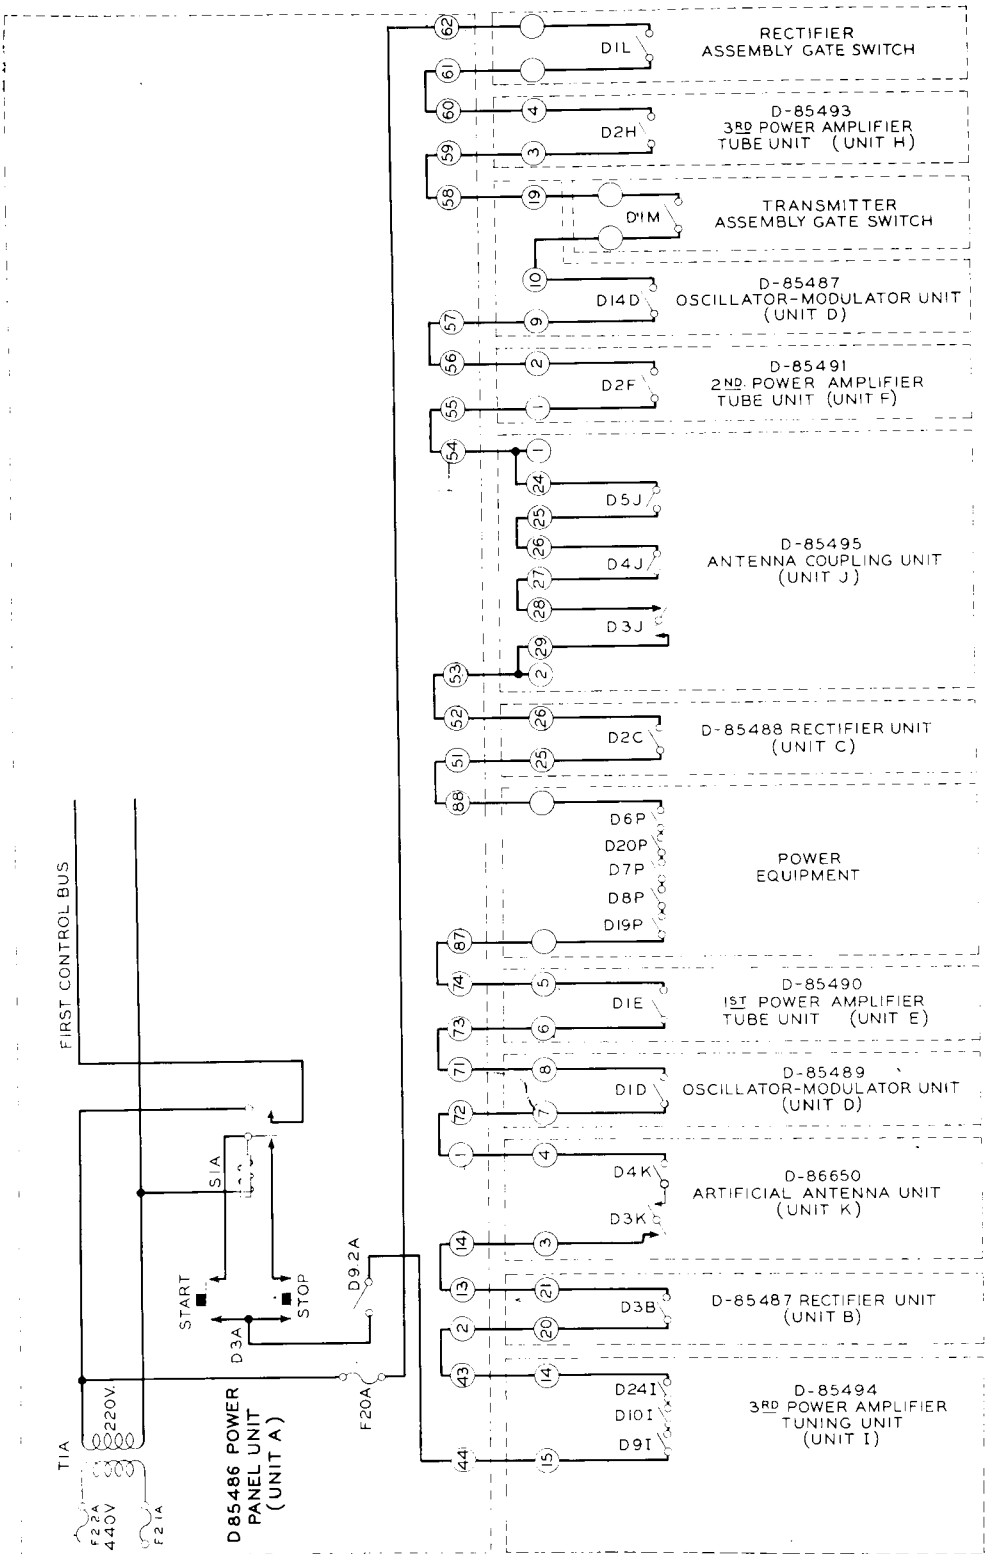 62
D1L
RECTIFIER
ASSEMBLY GATE SWITCH
61
60
4
D2H
D-85493
3RD POWER AMPLIFIER
TUBE UNIT (UNIT H)
59
3
58
19
D1M
TRANSMITTER
ASSEMBLY GATE SWITCH
10
D14D
D-85487
OSCILLATOR-MODULATOR UNIT
(UNIT D)
57
9
56
2
D2F
D-85491
2ND. POWER AMPLIFIER
TUBE UNIT (UNIT F)
55
1
54
1
24
D5J
25
26
D4J
27
28
D3J
29
D-85495
ANTENNA COUPLING UNIT
(UNIT J)
53
2
52
26
D2C
D-85488 RECTIFIER UNIT
(UNIT C)
51
25
88
D6P
D20P
D7P
D8P
D19P
POWER
EQUIPMENT
87
74
5
D1E
D-85490
1ST POWER AMPLIFIER
TUBE UNIT (UNIT E)
73
6
71
8
D1D
D-85489
OSCILLATOR-MODULATOR UNIT
(UNIT D)
72
7
1
4
D4K
D3K
D-86650
ARTIFICIAL ANTENNA UNIT
(UNIT K)
14
3
13
21
D3B
D-85487 RECTIFIER UNIT
(UNIT B)
2
20
43
14
D24I
D10I
D9I
D-85494
3RD POWER AMPLIFIER
TUNING UNIT
(UNIT I)
44
15
FIRST CONTROL BUS
S1A
START
STOP
D3A
D9.2A
F20A
T1A
220V.
F22A
440V
F21A
D85486 POWER
PANEL UNIT
(UNIT A)